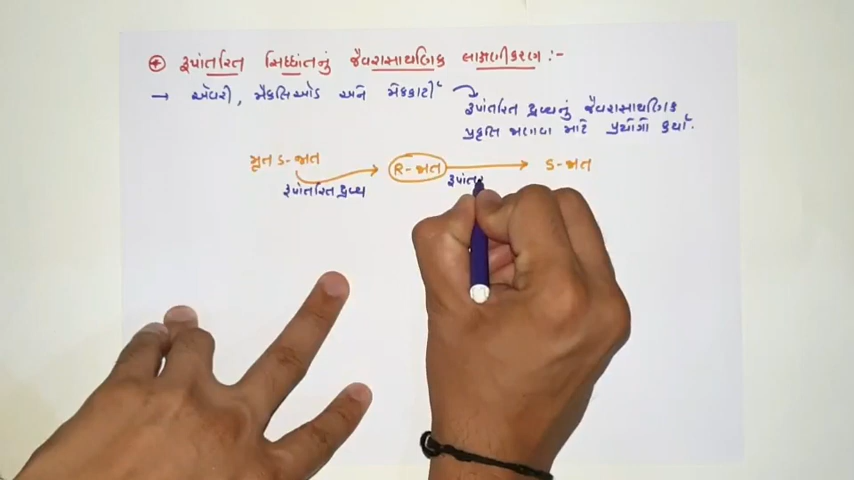 * રૂપાંતરિત સિદ્ધાંતનું જૈવરાસાયણિક લાક્ષણીકરણ :-
→ એવરી, મૈકલિઓડ અને મેકકાર્ટી
રૂપાંતરિત દ્રવ્યનું જૈવરાસાયણિક
પ્રકૃતિ જાણવા માટે પ્રયોગો કર્યા.
મૃત S-જાત → R-જાત → S-જાત
રૂપાંતરિત દ્રવ્ય રૂપાંતર